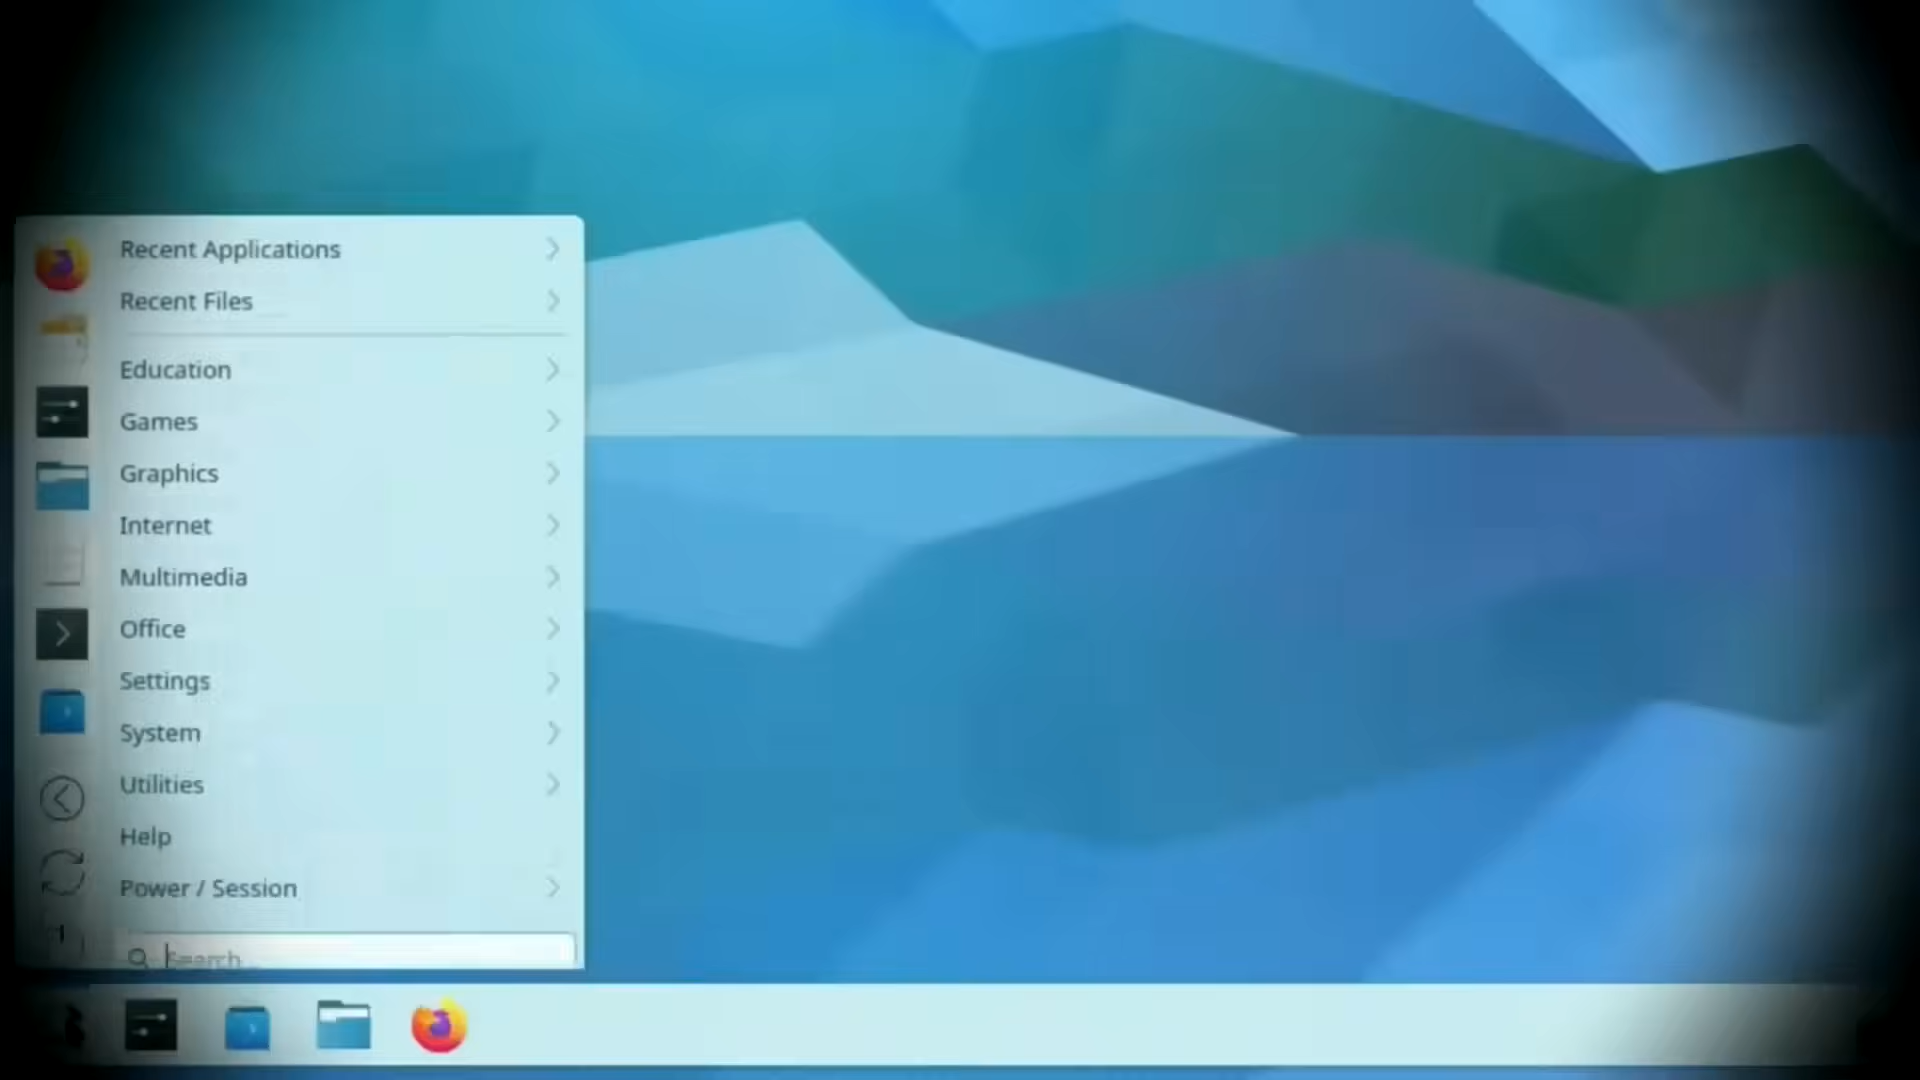 Recent Applications
Recent Files
Education
Games
Graphics
Internet
Multimedia
Office
Settings
System
Utilities
Help
Power / Session
Search...